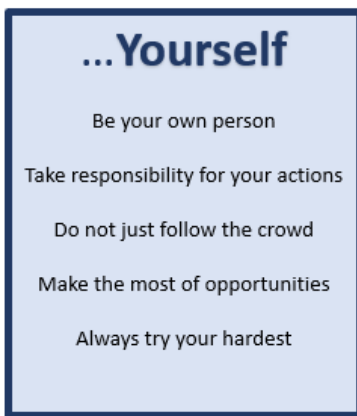 ...Yourself
Be your own person
Take responsibility for your actions
Do not just follow the crowd
Make the most of opportunities
Always try your hardest